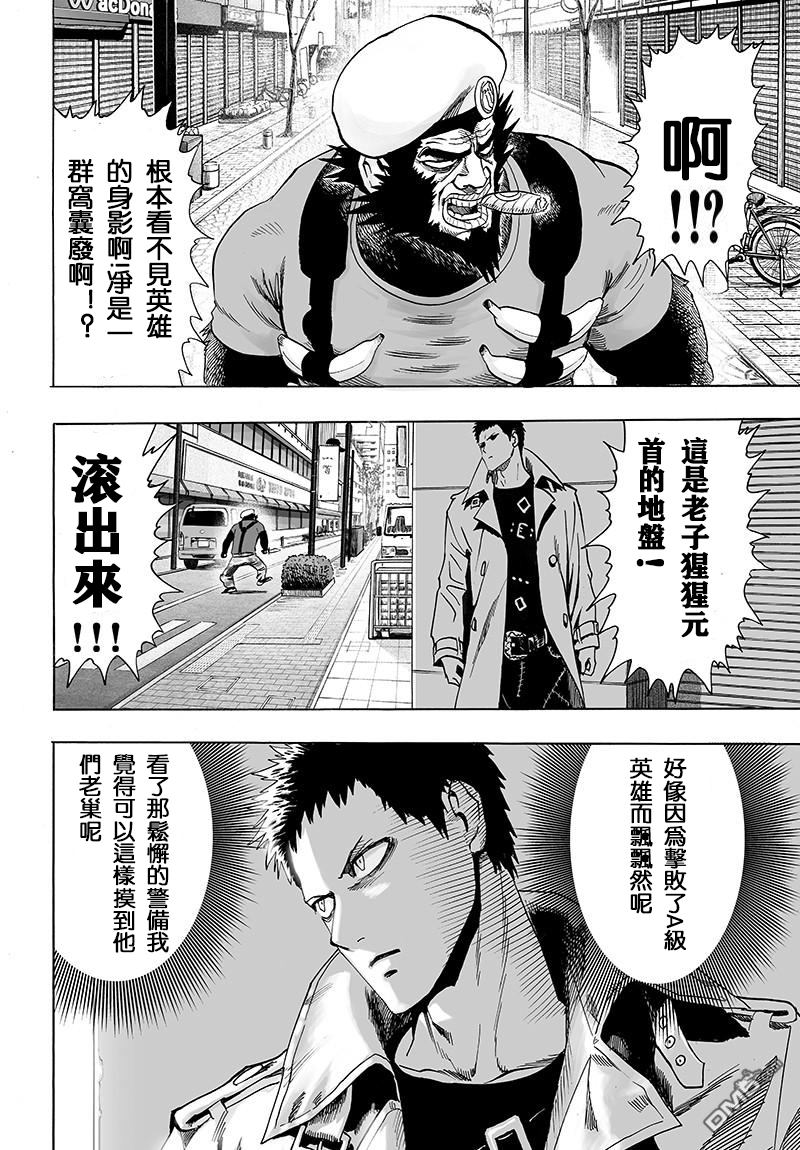 啊!!?
根本看不見英雄
的身影啊!!凈是一
群窩囊廢啊!?
acDona
這是老子猩猩元
首的地盤!
滾出來!!!
:E:
好像因為擊敗了A級
英雄而飄飄然呢
看了那鬆懈的警備我
覺得可以這樣摸到他
們老巢呢